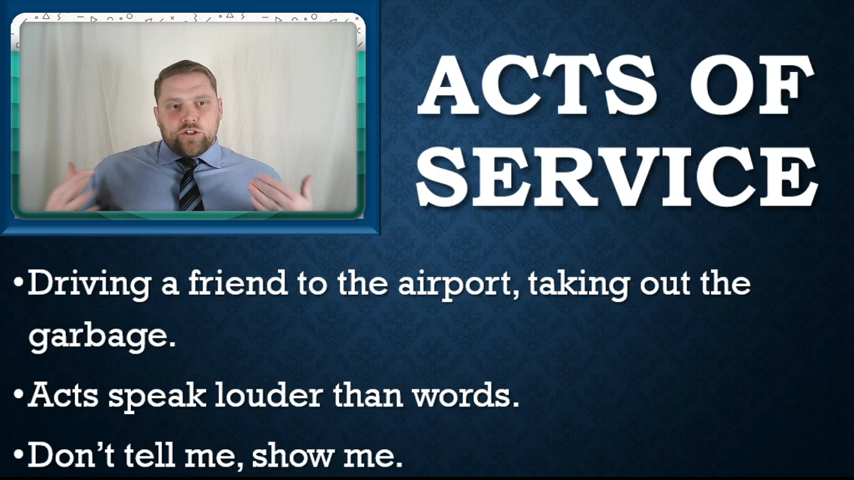 ACTS OF
SERVICE
•Driving a friend to the airport, taking out the
garbage.
•Acts speak louder than words.
•Don't tell me, show me.